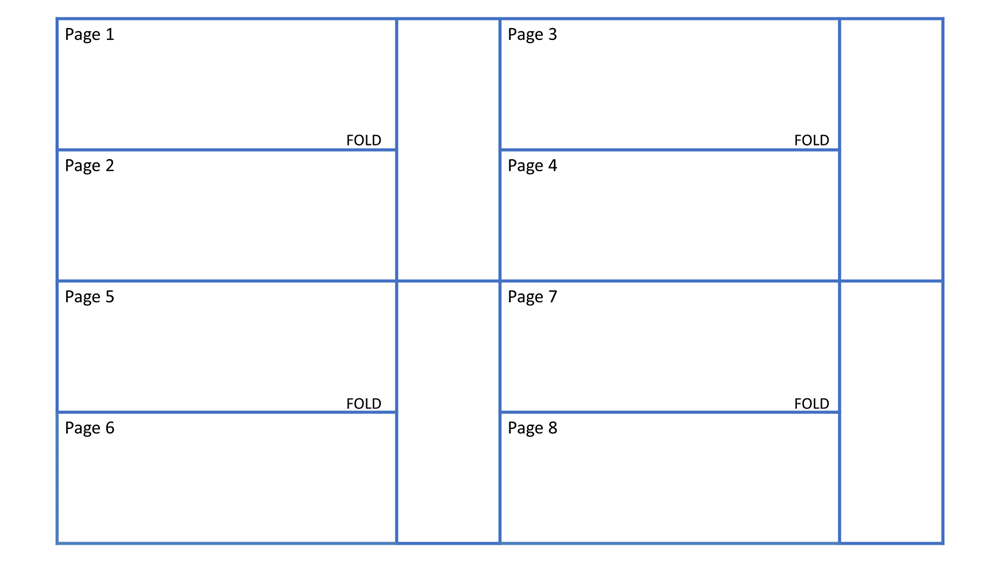 Page 1
FOLD
Page 2
Page 3
FOLD
Page 4
Page 5
FOLD
Page 6
Page 7
FOLD
Page 8